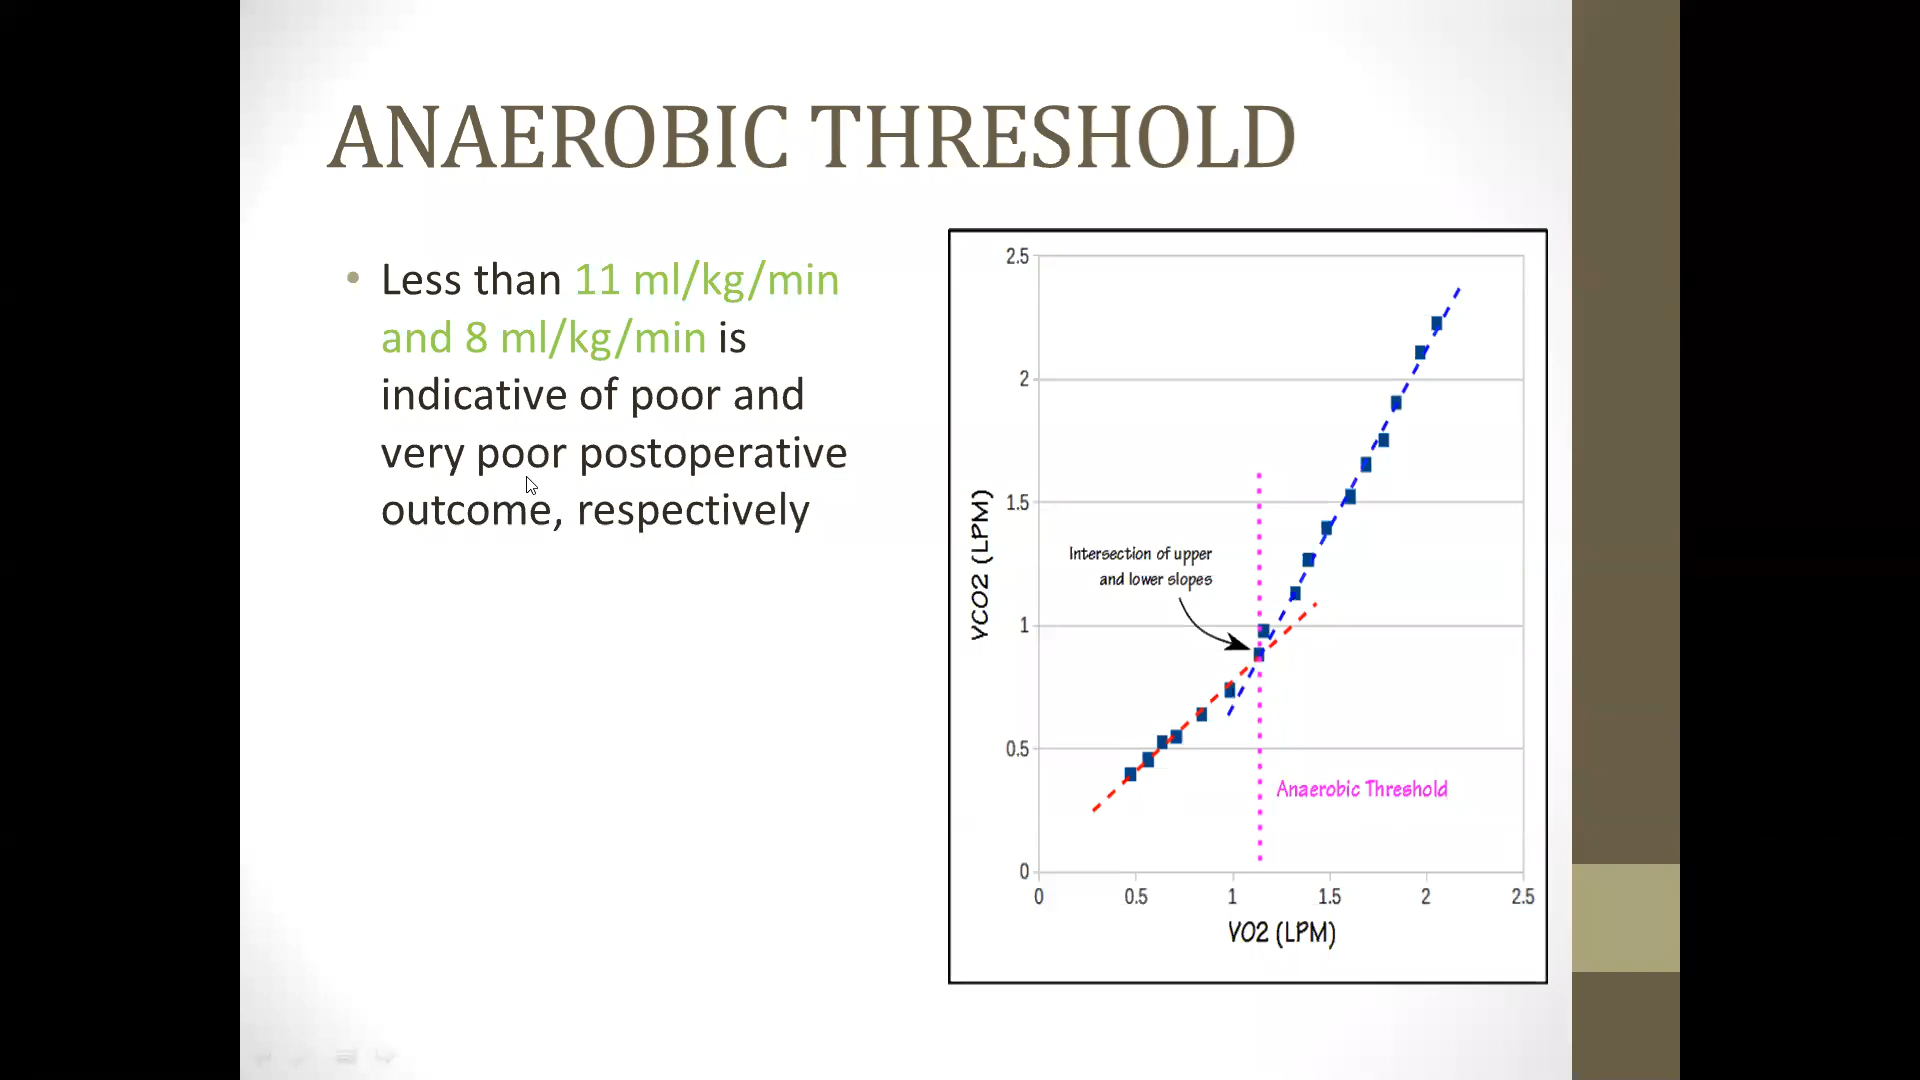 ANAEROBIC THRESHOLD
• Less than 11 ml/kg/min
and 8 ml/kg/min is
indicative of poor and
very poor postoperative
outcome, respectively
2.5
2
1.5
1
0.5
0
VCO2 (LPM)
Intersection of upper
and lower slopes
Anaerobic Threshold
0 0.5 1 1.5 2 2.5
VO2 (LPM)